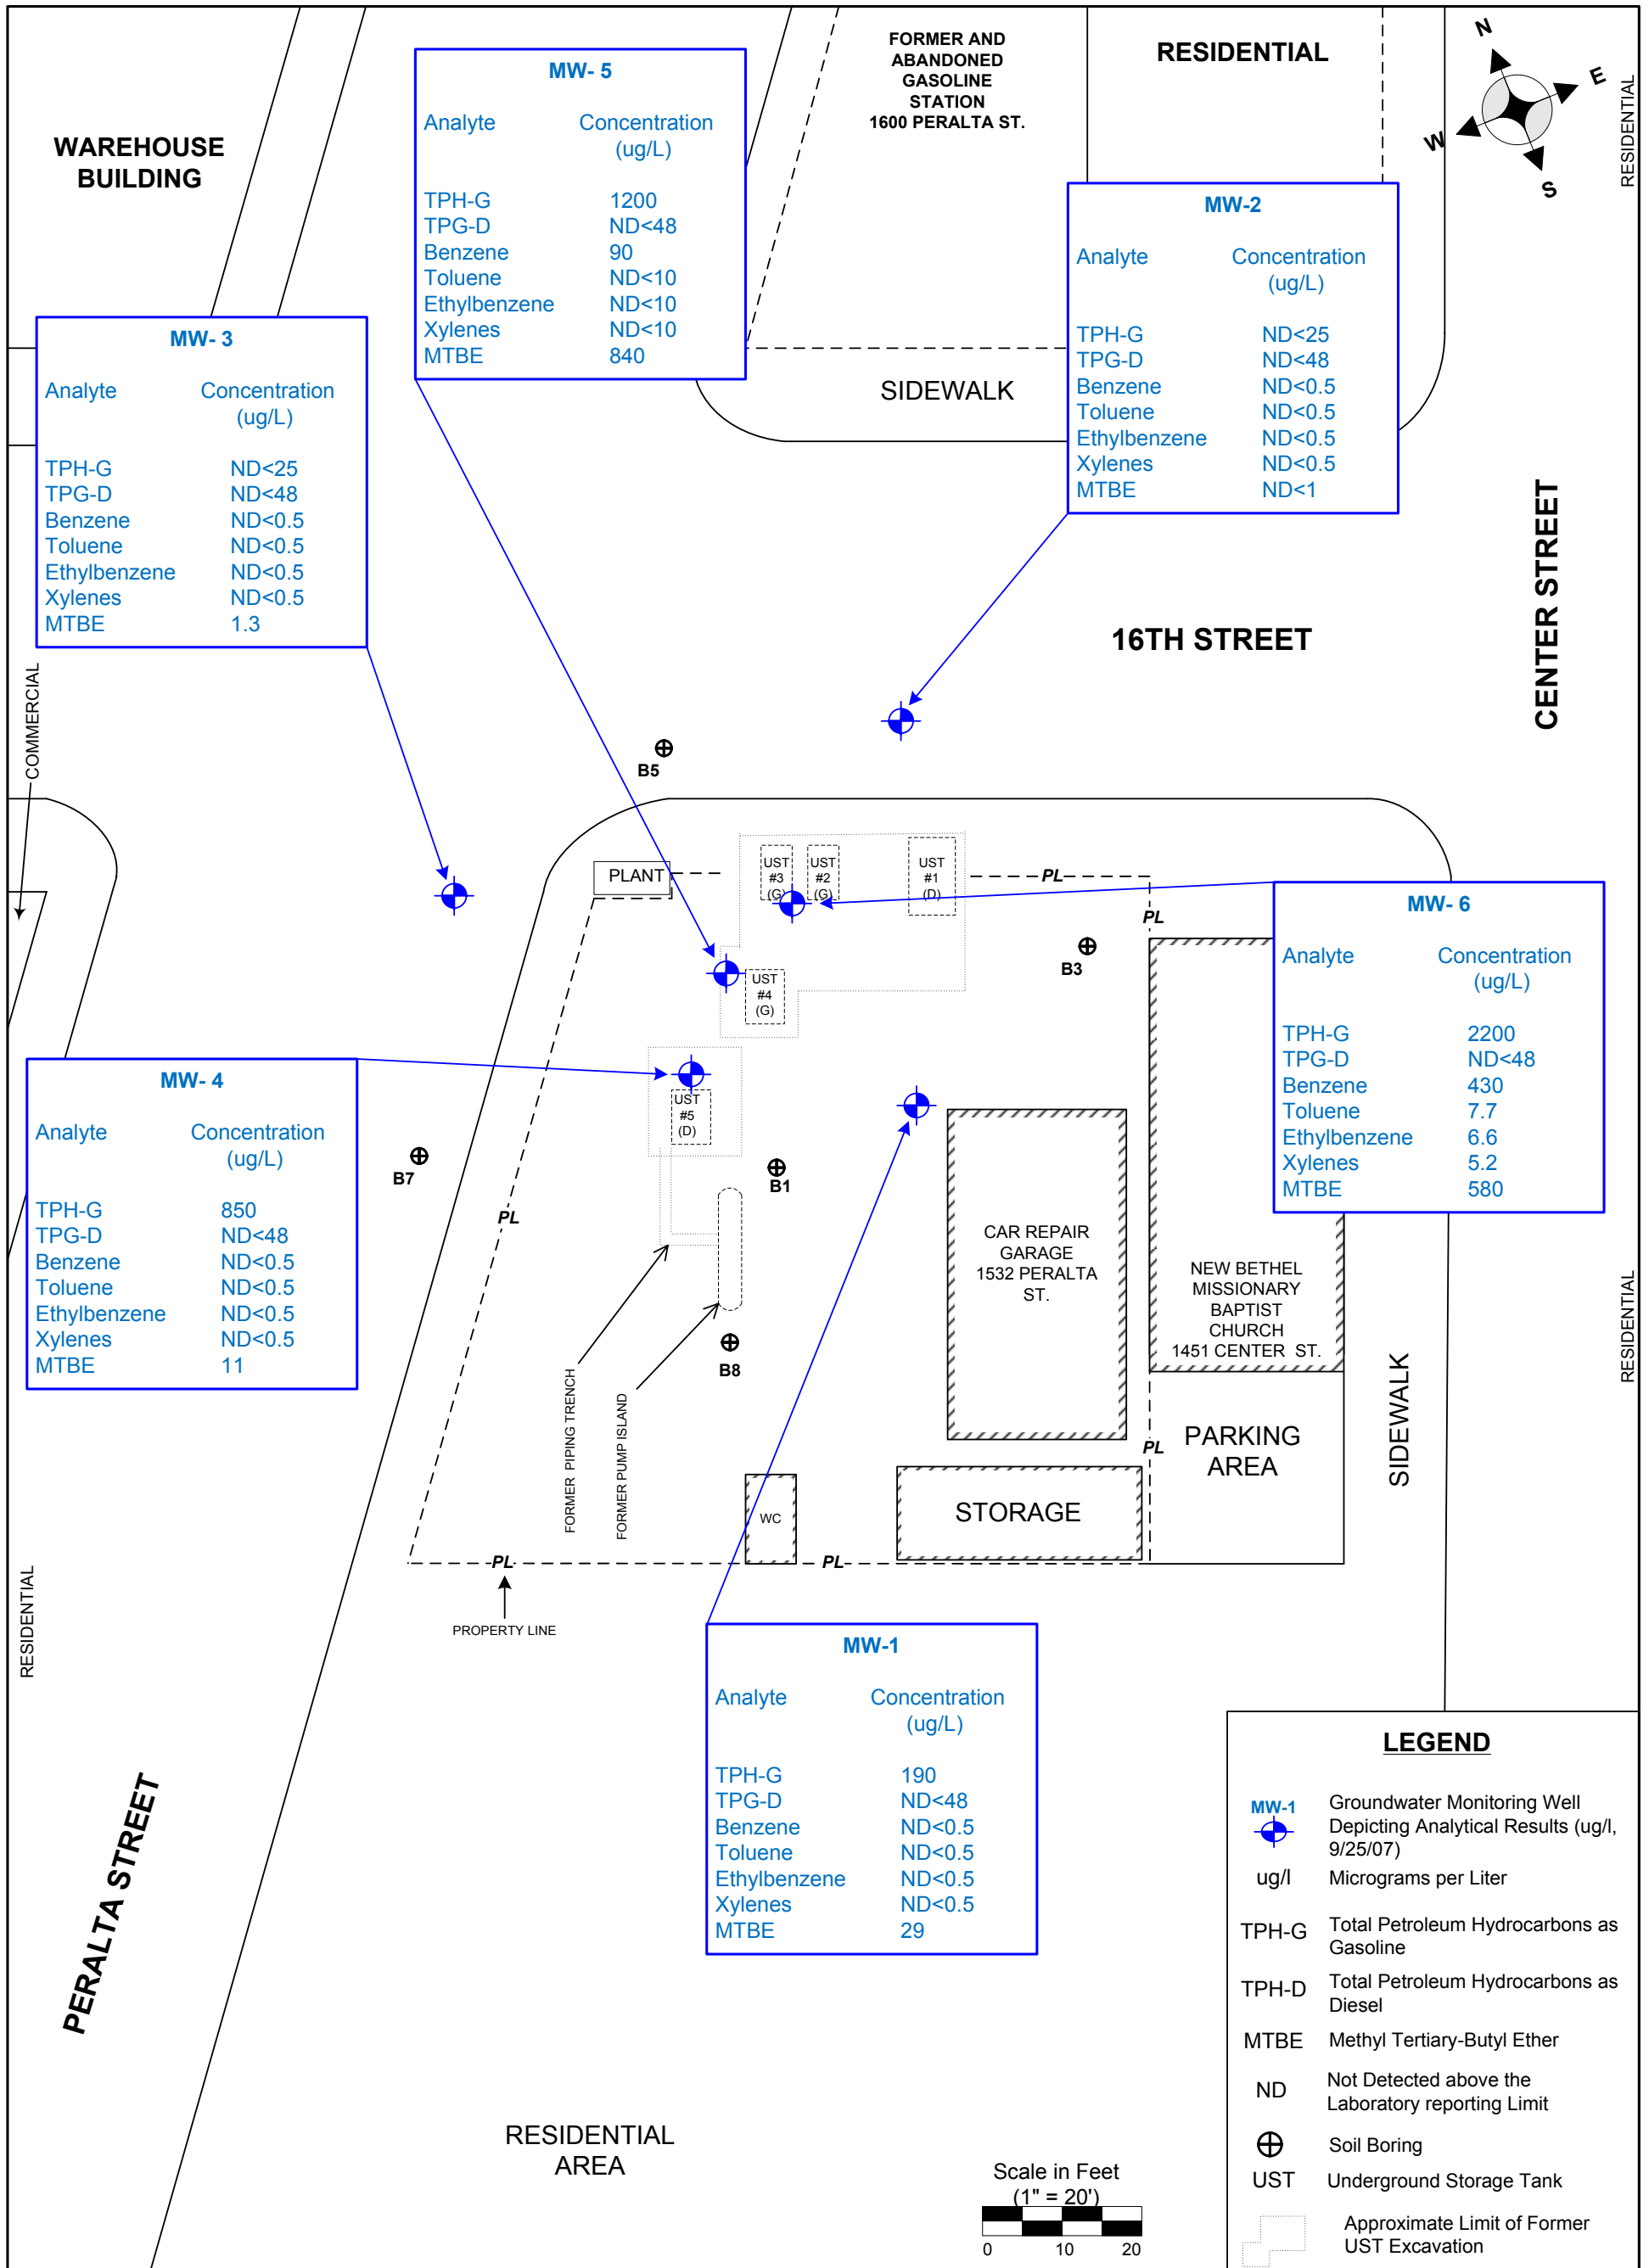 FORMER AND
ABANDONED
GASOLINE
STATION
1600 PERALTA ST.
RESIDENTIAL
N
E
W
S
RESIDENTIAL
WAREHOUSE
BUILDING
MW- 5
Analyte Concentration
(ug/L)
TPH-G 1200
TPG-D ND<48
Benzene 90
Toluene ND<10
Ethylbenzene ND<10
Xylenes ND<10
MTBE 840
MW-2
Analyte Concentration
(ug/L)
TPH-G ND<25
TPG-D ND<48
Benzene ND<0.5
Toluene ND<0.5
Ethylbenzene ND<0.5
Xylenes ND<0.5
MTBE ND<1
MW- 3
Analyte Concentration
(ug/L)
TPH-G ND<25
TPG-D ND<48
Benzene ND<0.5
Toluene ND<0.5
Ethylbenzene ND<0.5
Xylenes ND<0.5
MTBE 1.3
SIDEWALK
CENTER STREET
16TH STREET
COMMERCIAL
B5
PLANT
UST
#3
(G)
UST
#2
(G)
UST
#1
(D)
PL
PL
B3
UST
#4
(G)
MW- 6
Analyte Concentration
(ug/L)
TPH-G 2200
TPG-D ND<48
Benzene 430
Toluene 7.7
Ethylbenzene 6.6
Xylenes 5.2
MTBE 580
MW- 4
Analyte Concentration
(ug/L)
TPH-G 850
TPG-D ND<48
Benzene ND<0.5
Toluene ND<0.5
Ethylbenzene ND<0.5
Xylenes ND<0.5
MTBE 11
UST
#5
(D)
B7
B1
PL
CAR REPAIR
GARAGE
1532 PERALTA
ST.
NEW BETHEL
MISSIONARY
BAPTIST
CHURCH
1451 CENTER ST.
RESIDENTIAL
B8
FORMER PIPING TRENCH
FORMER PUMP ISLAND
PL
PARKING
AREA
SIDEWALK
WC
STORAGE
PL
PL
PROPERTY LINE
RESIDENTIAL
MW-1
Analyte Concentration
(ug/L)
TPH-G 190
TPG-D ND<48
Benzene ND<0.5
Toluene ND<0.5
Ethylbenzene ND<0.5
Xylenes ND<0.5
MTBE 29
PERALTA STREET
RESIDENTIAL
AREA
Scale in Feet
(1" = 20')
0 10 20
LEGEND
MW-1 Groundwater Monitoring Well
Depicting Analytical Results (ug/l,
9/25/07)
ug/l Micrograms per Liter
TPH-G Total Petroleum Hydrocarbons as
Gasoline
TPH-D Total Petroleum Hydrocarbons as
Diesel
MTBE Methyl Tertiary-Butyl Ether
ND Not Detected above the
Laboratory reporting Limit
Soil Boring
UST Underground Storage Tank
Approximate Limit of Former
UST Excavation